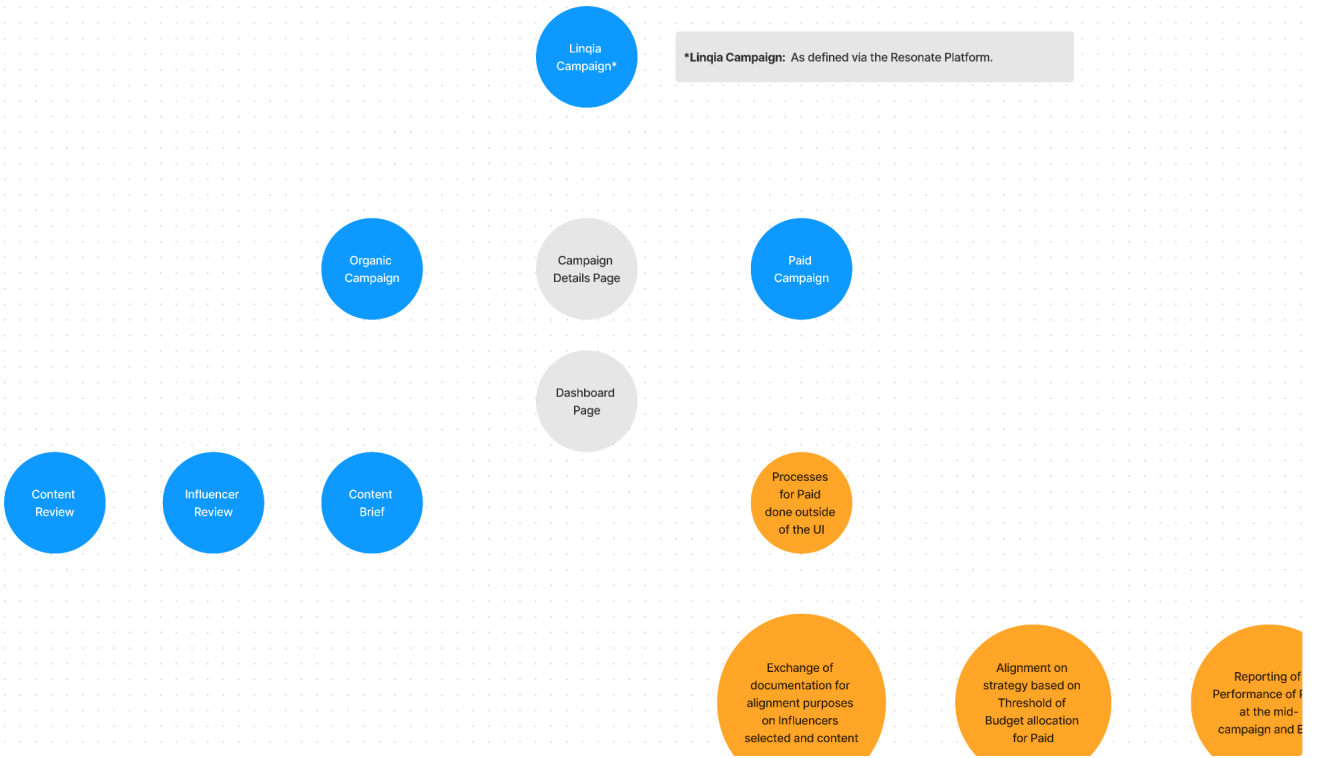 Linqia
Campaign*
*Linqia Campaign: As defined via the Resonate Platform.
Organic
Campaign
Campaign
Details Page
Paid
Campaign
Dashboard
Page
Content
Review
Influencer
Review
Content
Brief
Processes
for Paid
done outside
of the UI
Exchange of
documentation for
alignment purposes
on Influencers
selected and content
Alignment on
strategy based on
Threshold of
Budget allocation
for Paid
Reporting of
Performance of
at the mid-
campaign and